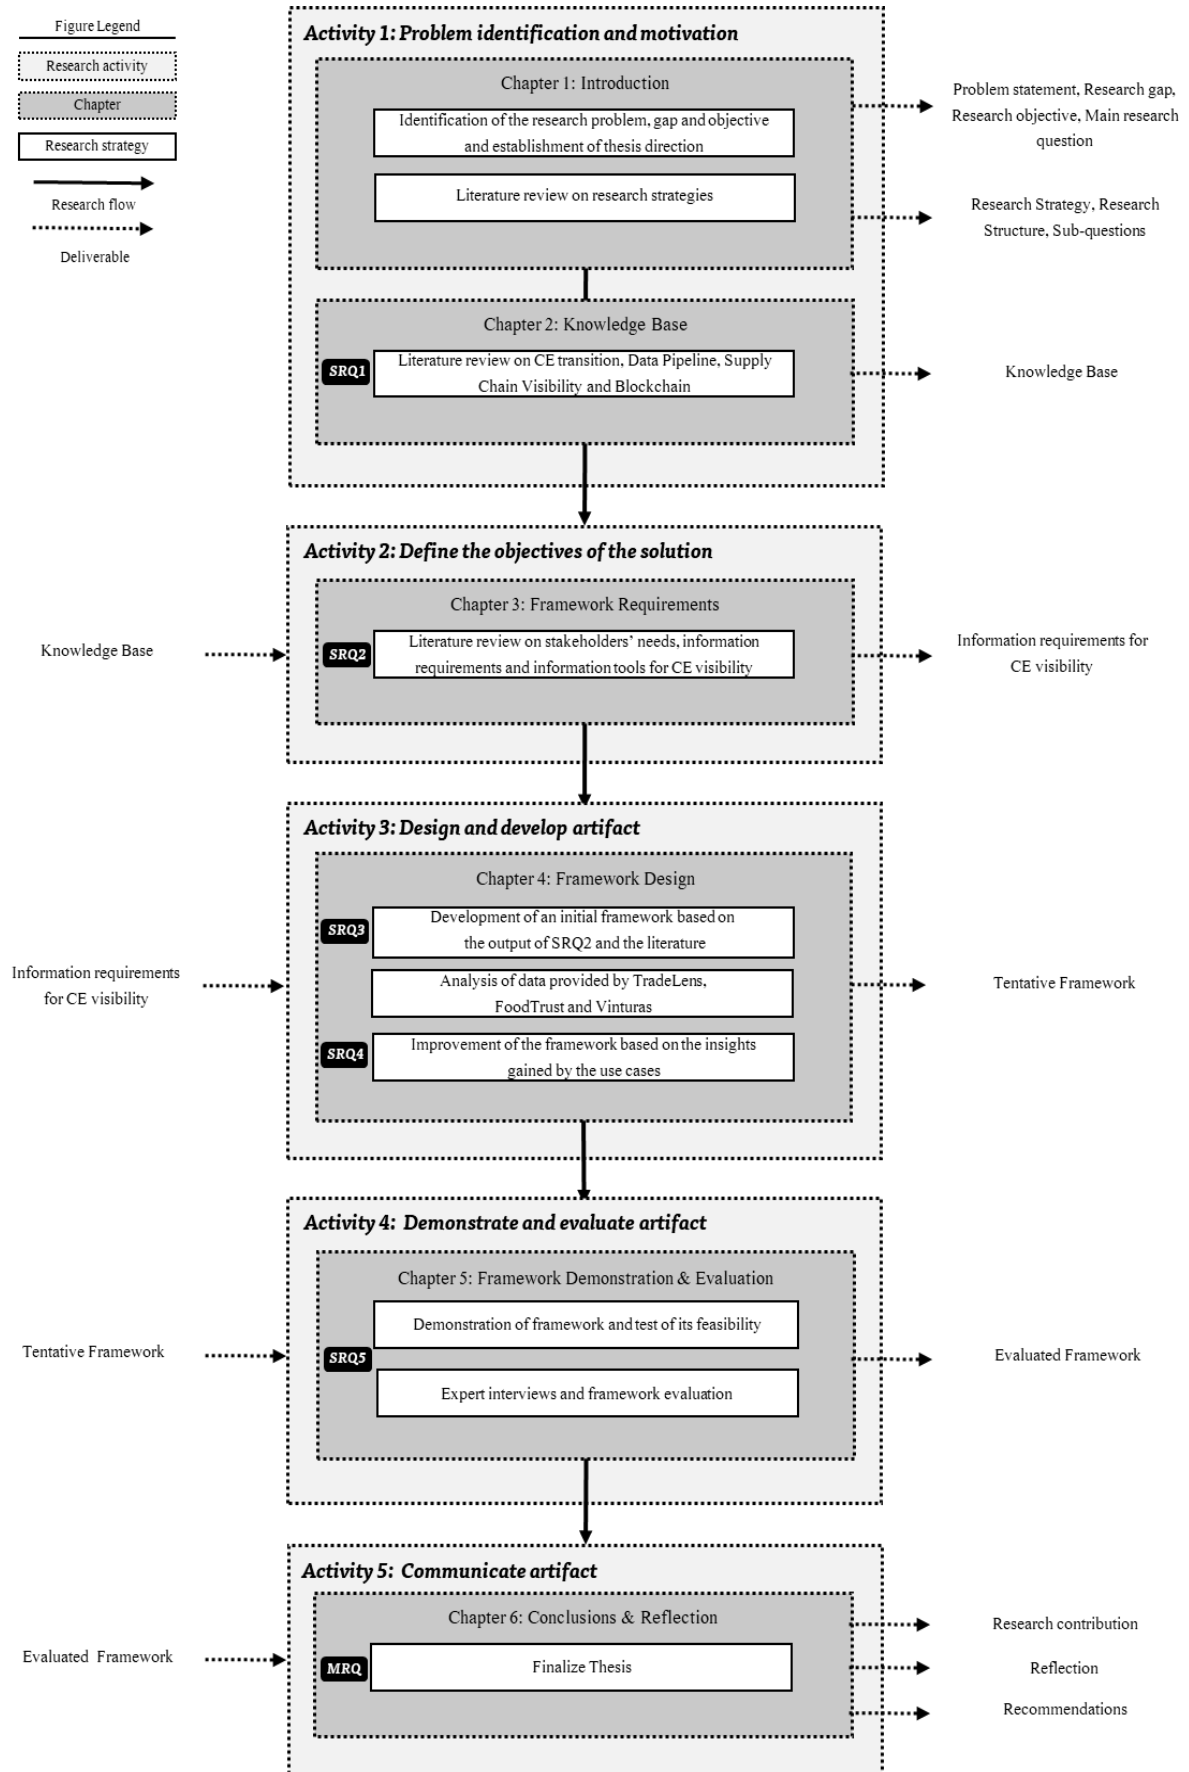 Figure Legend
Research activity
Chapter
Research strategy
Research flow
Deliverable
Activity 1: Problem identification and motivation
Chapter 1: Introduction
Identification of the research problem, gap and objective
and establishment of thesis direction
Literature review on research strategies
Problem statement, Research gap,
Research objective, Main research
question
Research Strategy, Research
Structure, Sub-questions
Chapter 2: Knowledge Base
SRQ1
Literature review on CE transition, Data Pipeline, Supply
Chain Visibility and Blockchain
Knowledge Base
Activity 2: Define the objectives of the solution
Chapter 3: Framework Requirements
Knowledge Base
SRQ2
Literature review on stakeholders’ needs, information
requirements and information tools for CE visibility
Information requirements for
CE visibility
Activity 3: Design and develop artifact
Chapter 4: Framework Design
SRQ3
Development of an initial framework based on
the output of SRQ2 and the literature
Information requirements
for CE visibility
Analysis of data provided by TradeLens,
FoodTrust and Vinturas
Tentative Framework
SRQ4
Improvement of the framework based on the insights
gained by the use cases
Activity 4: Demonstrate and evaluate artifact
Chapter 5: Framework Demonstration & Evaluation
Demonstration of framework and test of its feasibility
Tentative Framework
SRQ5
Evaluated Framework
Expert interviews and framework evaluation
Activity 5: Communicate artifact
Chapter 6: Conclusions & Reflection
Evaluated Framework
MRQ
Finalize Thesis
Research contribution
Reflection
Recommendations